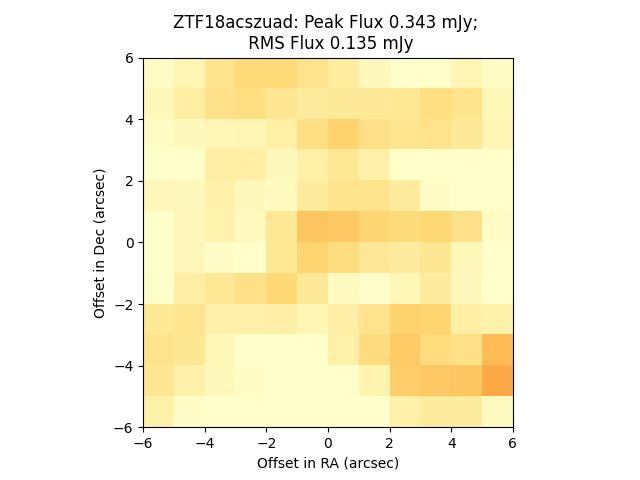 ZTF18acszuad: Peak Flux 0.343 mJy;
RMS Flux 0.135 mJy
6
4
2
0
−2
−4
−6
Offset in Dec (arcsec)
−6 −4 −2 0 2 4 6
Offset in RA (arcsec)